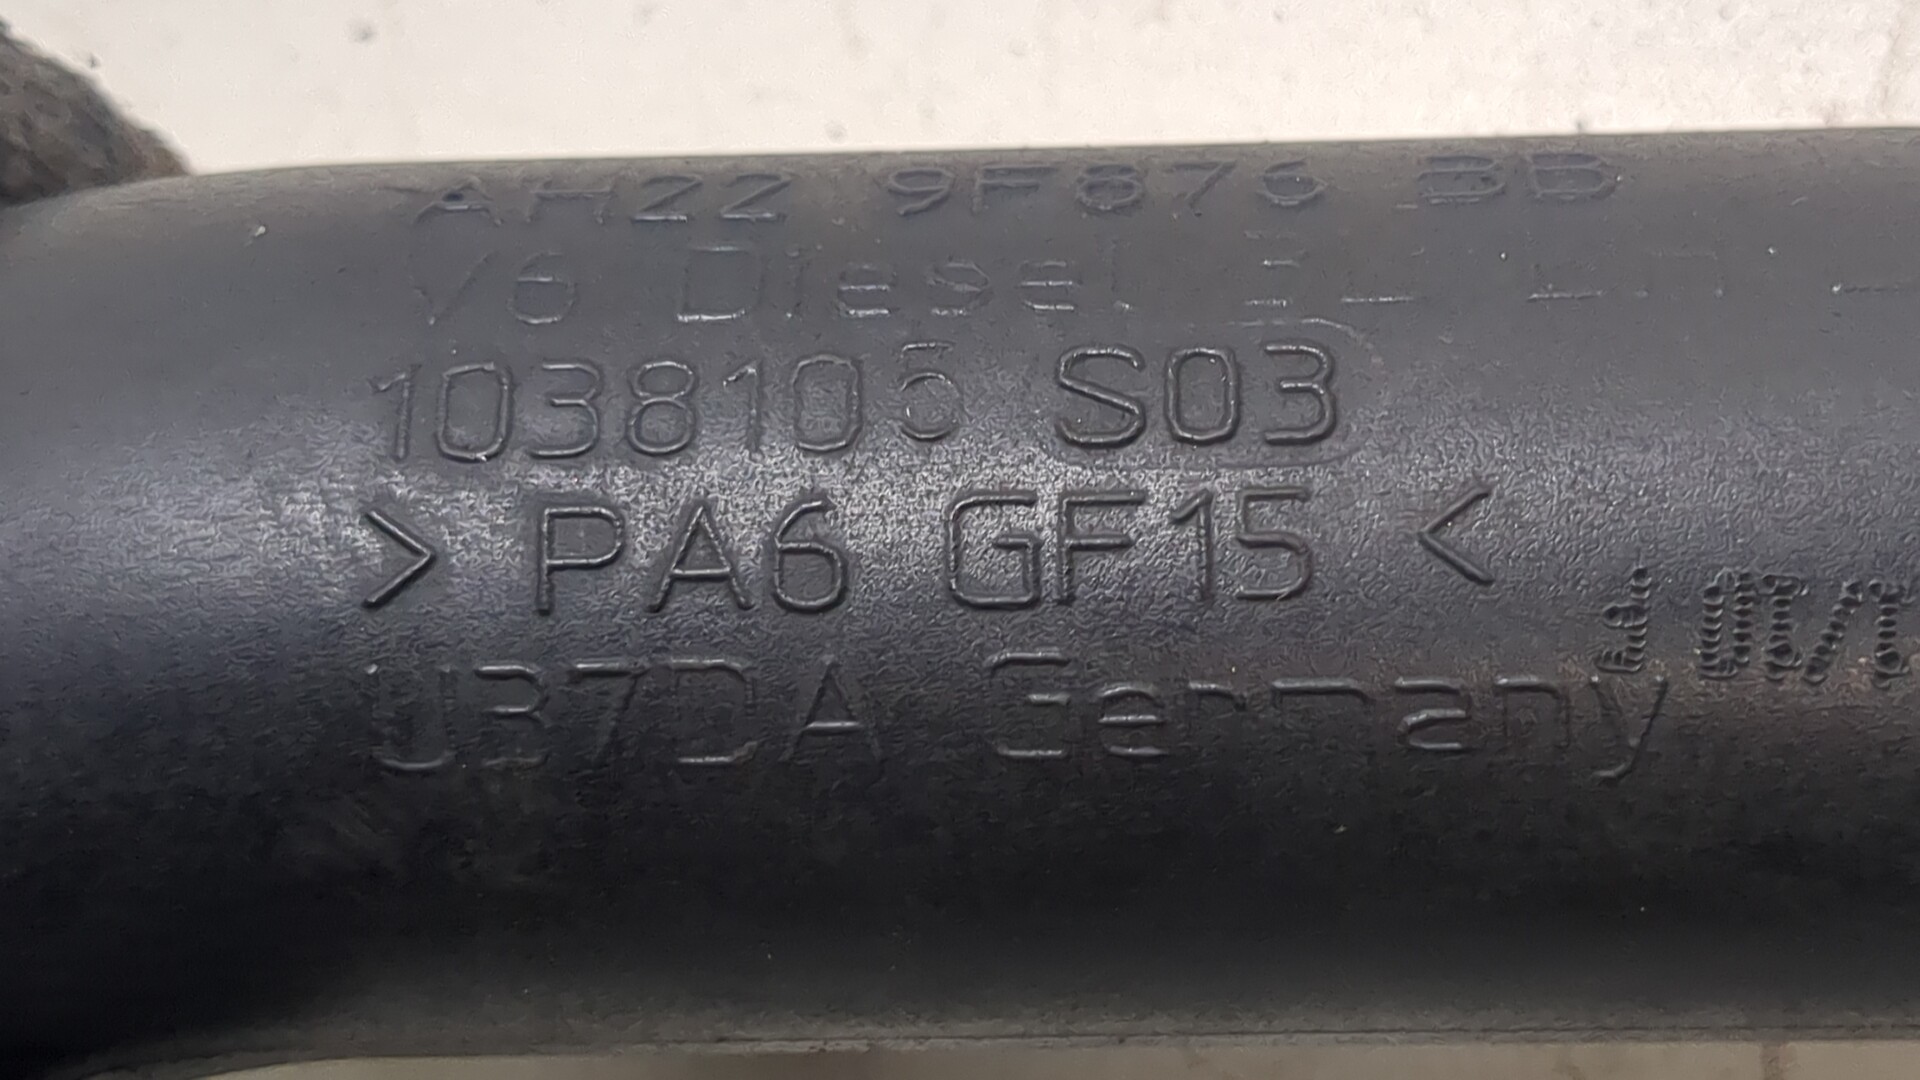 AH22 9F876 BB
V6 Diesel
1038105 S03
> PA6 GF15 <
U37DA Germany